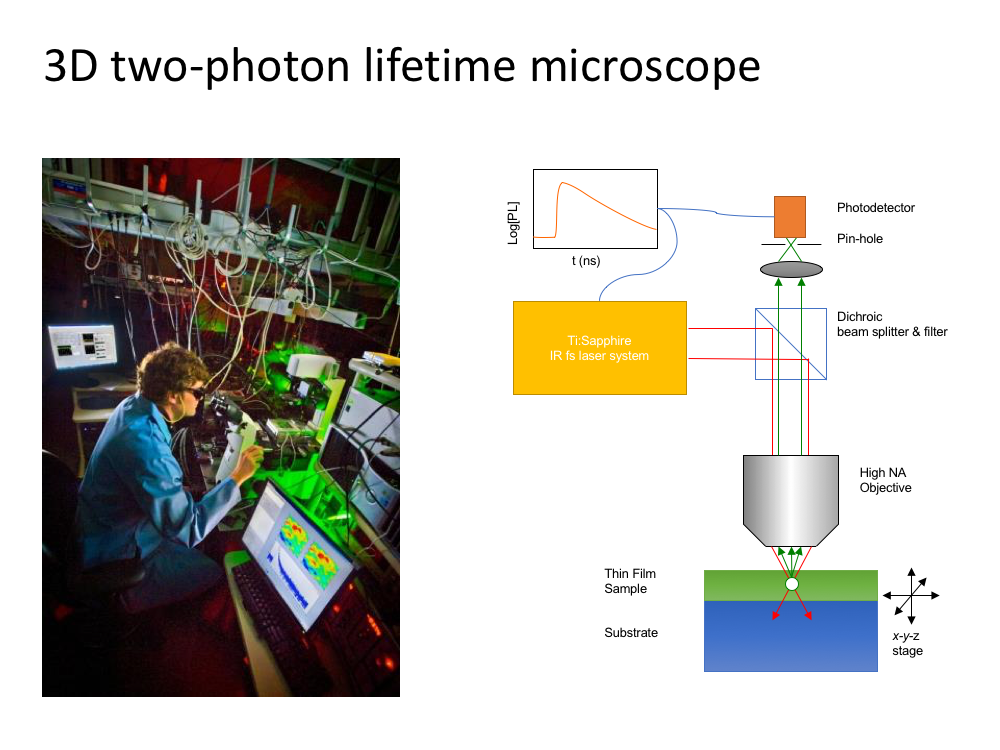 3D two-photon lifetime microscope
Log[PL]
t (ns)
Photodetector
Pin-hole
Dichroic
beam splitter & filter
Ti:Sapphire
IR fs laser system
High NA
Objective
Thin Film
Sample
Substrate
x-y-z
stage